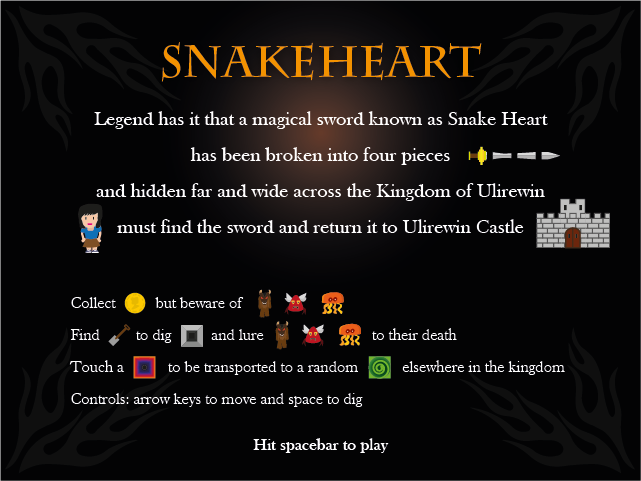 SNAKEHEART
Legend has it that a magical sword known as Snake Heart
has been broken into four pieces
and hidden far and wide across the Kingdom of Ulirewin
must find the sword and return it to Ulirewin Castle
Collect but beware of
Find to dig and lure to their death
Touch a to be transported to a random elsewhere in the kingdom
Controls: arrow keys to move and space to dig
Hit spacebar to play